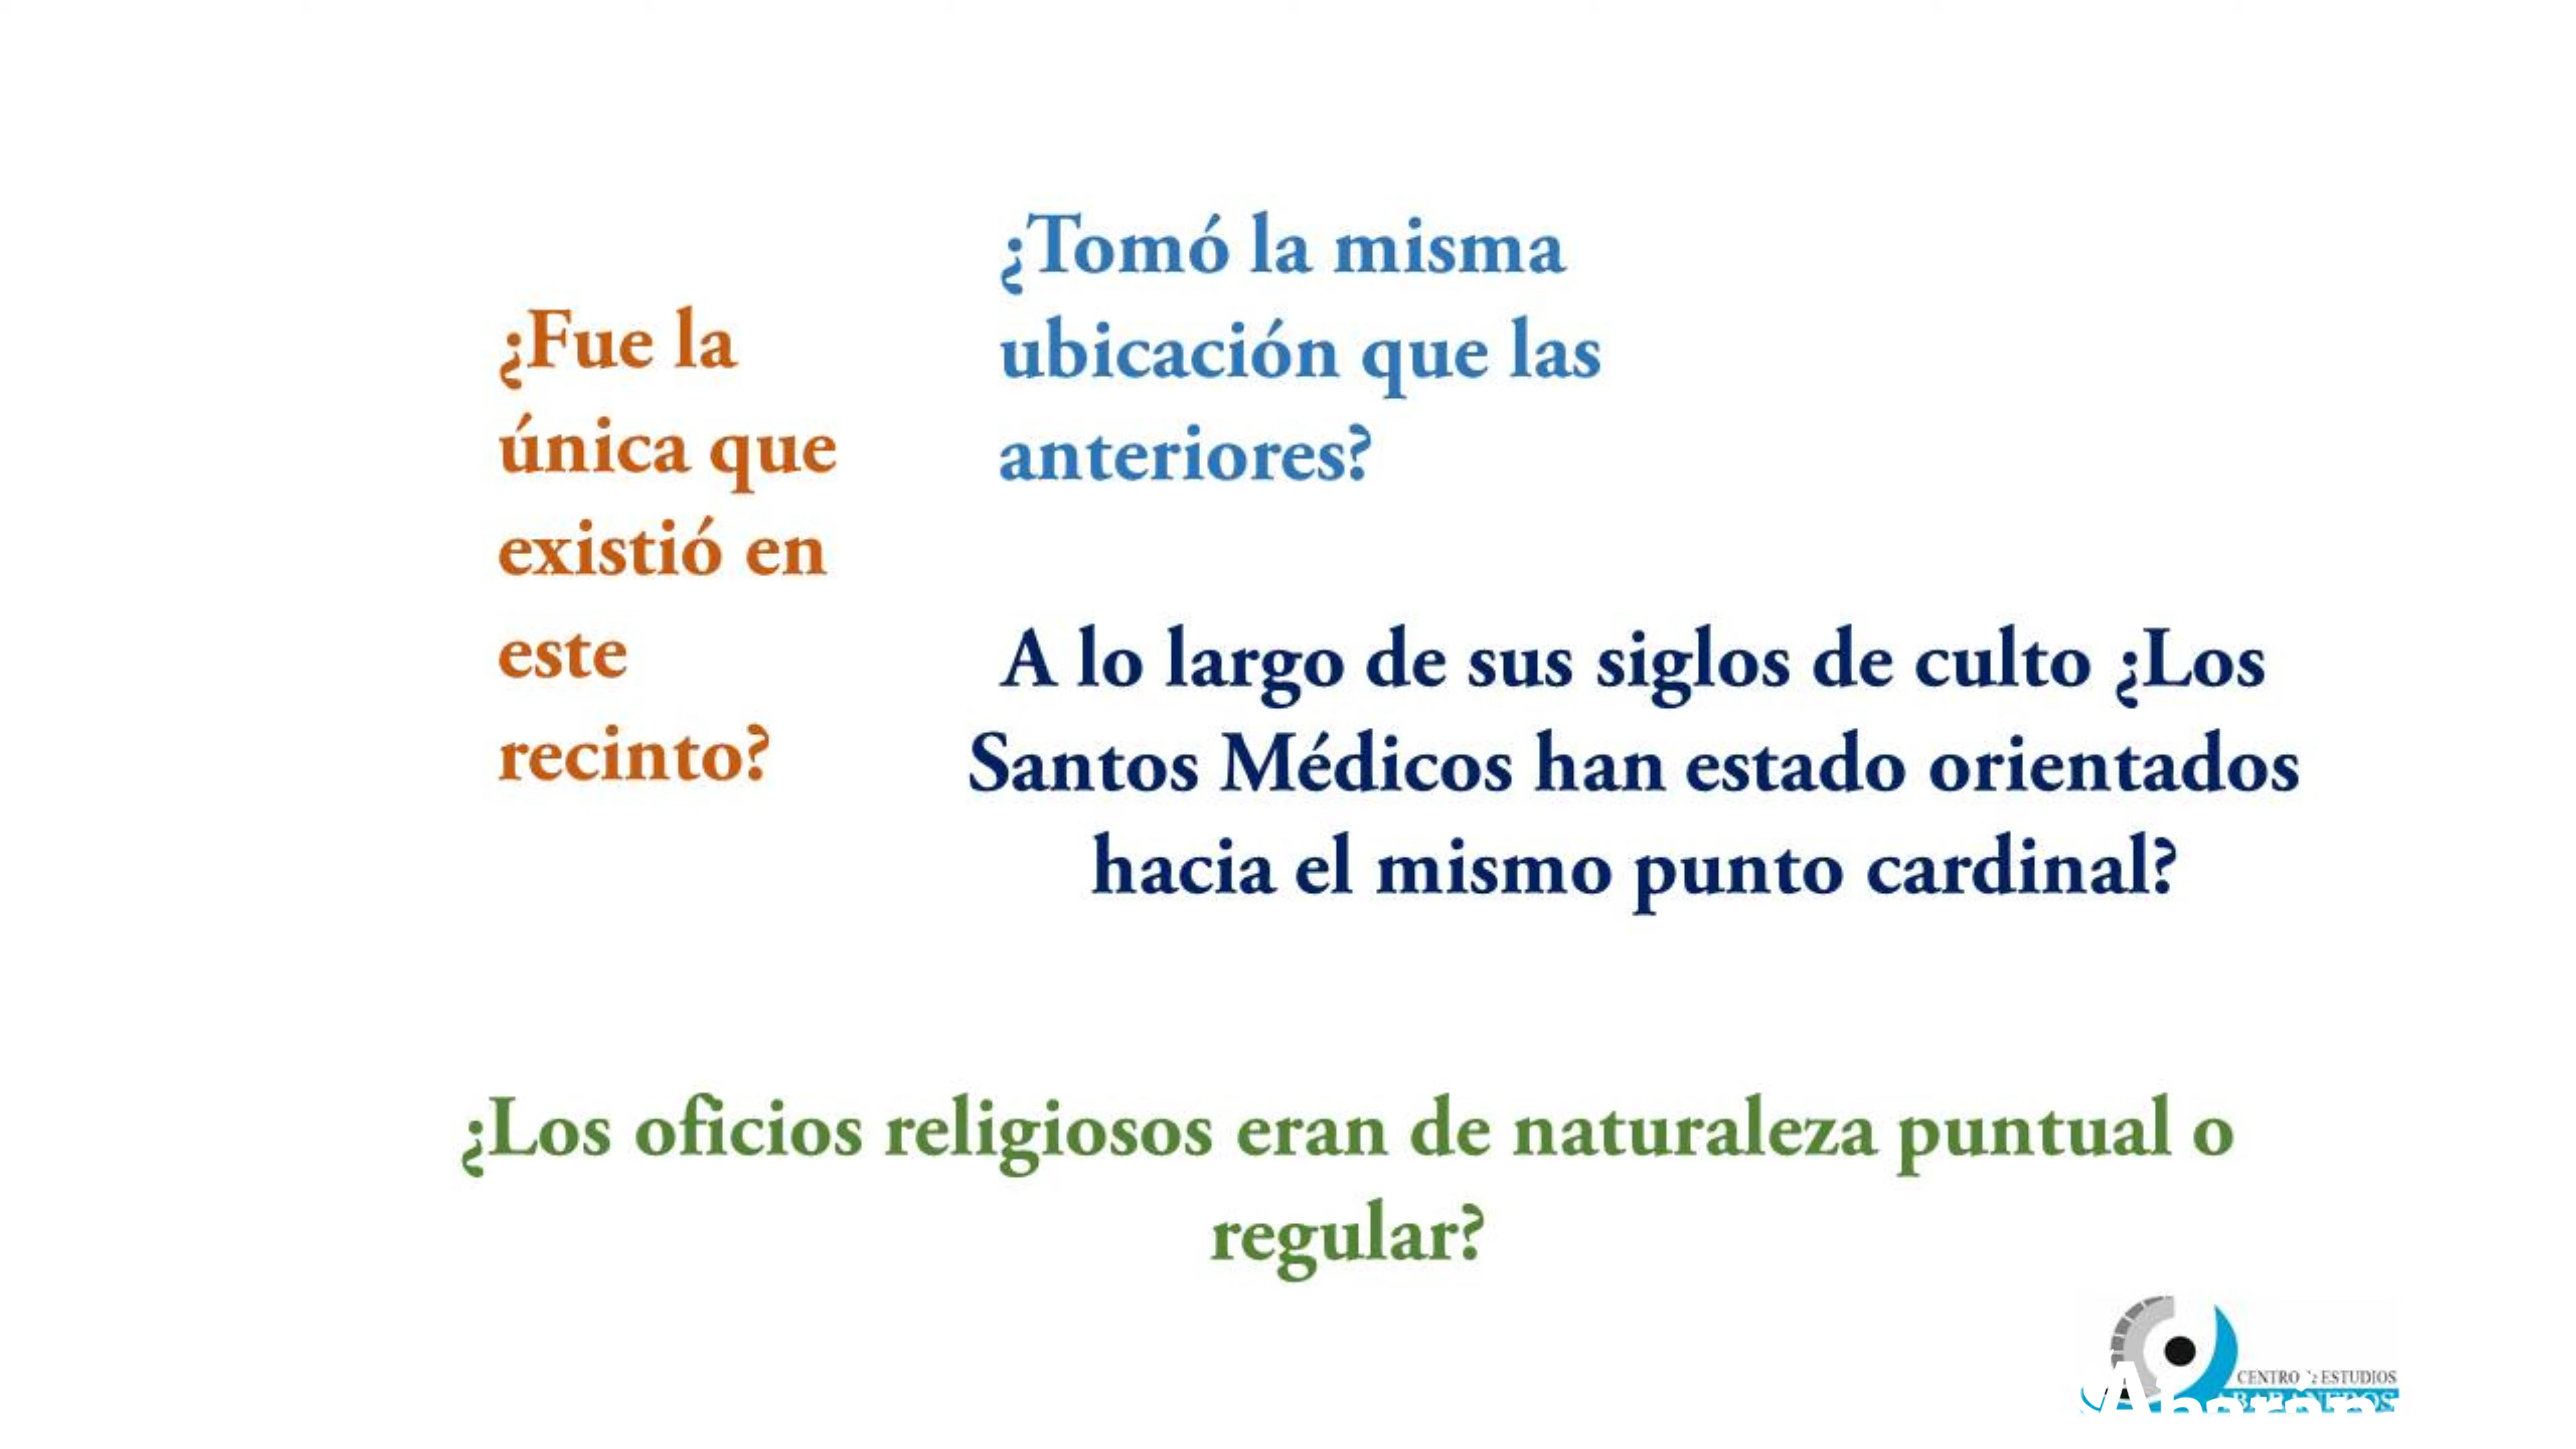 ¿Fue la
única que
existió en
este
recinto?
¿Tomó la misma
ubicación que las
anteriores?
A lo largo de sus siglos de culto ¿Los
Santos Médicos han estado orientados
hacia el mismo punto cardinal?
¿Los oficios religiosos eran de naturaleza puntual o
regular?
CENTRO ESTUDIOS